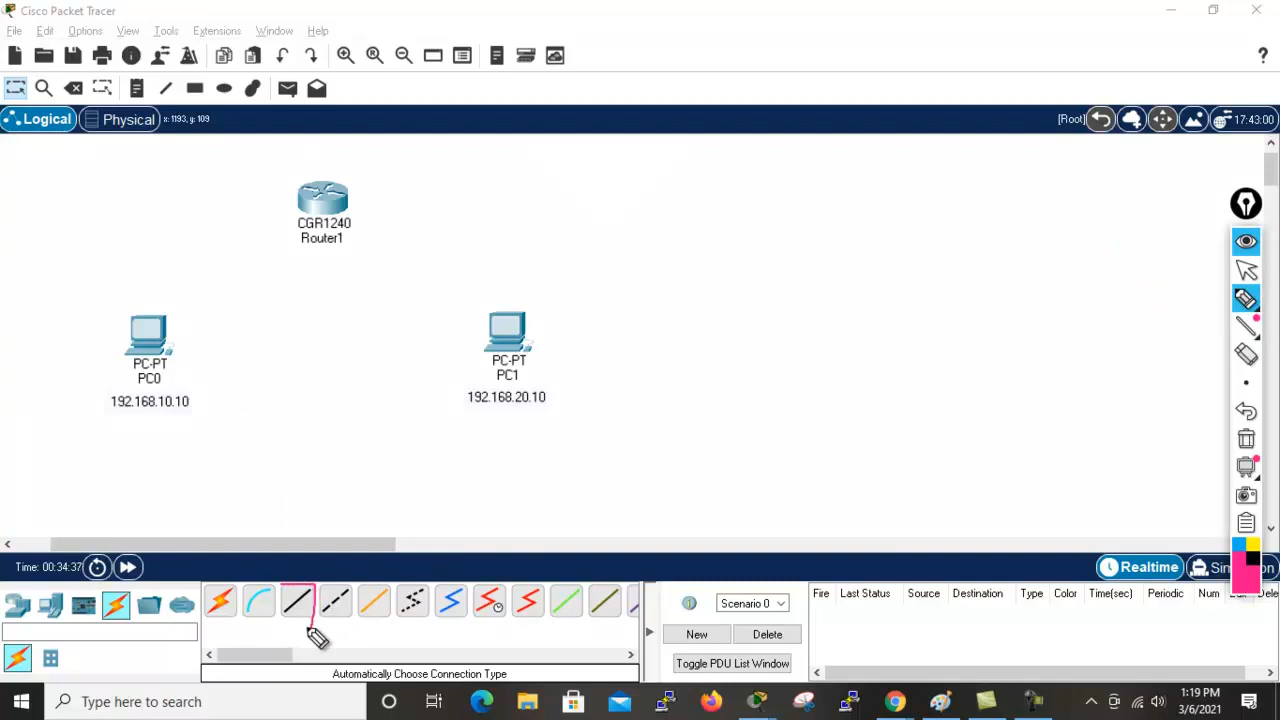 Cisco Packet Tracer
File Edit Options View Tools Extensions Window Help
?
Logical Physical x: 1193, y: 109 [Root] 17:43:00
CGR1240
Router1
PC-PT
PC0
192.168.10.10
PC-PT
PC1
192.168.20.10
Time: 00:34:37 Realtime
Scenario 0
New Delete
Toggle PDU List Window
Fire Last Status Source Destination Type Color Time(sec) Periodic Num
Automatically Choose Connection Type
Type here to search
1:19 PM
3/6/2021